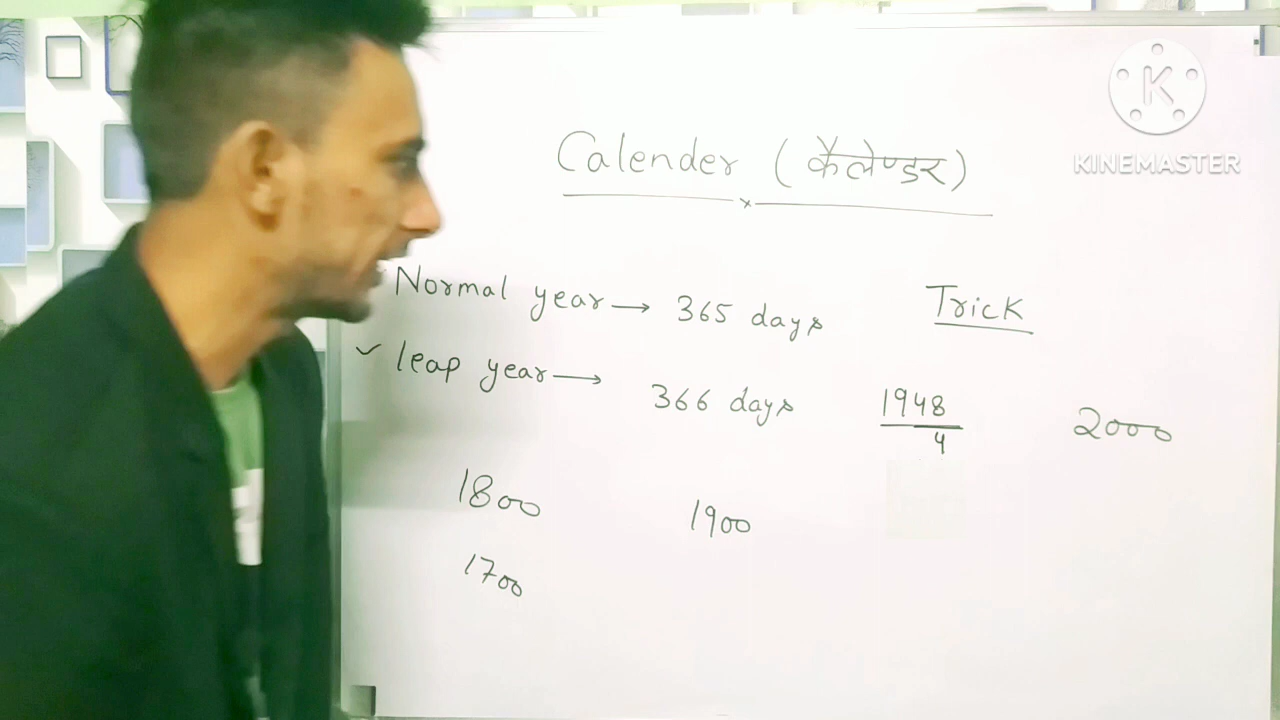 Calender (कैलेण्डर)
Normal year → 365 days
Trick
✓ leap year → 366 days
1948
4
2000
1800
1900
1700
K
KINEMASTER